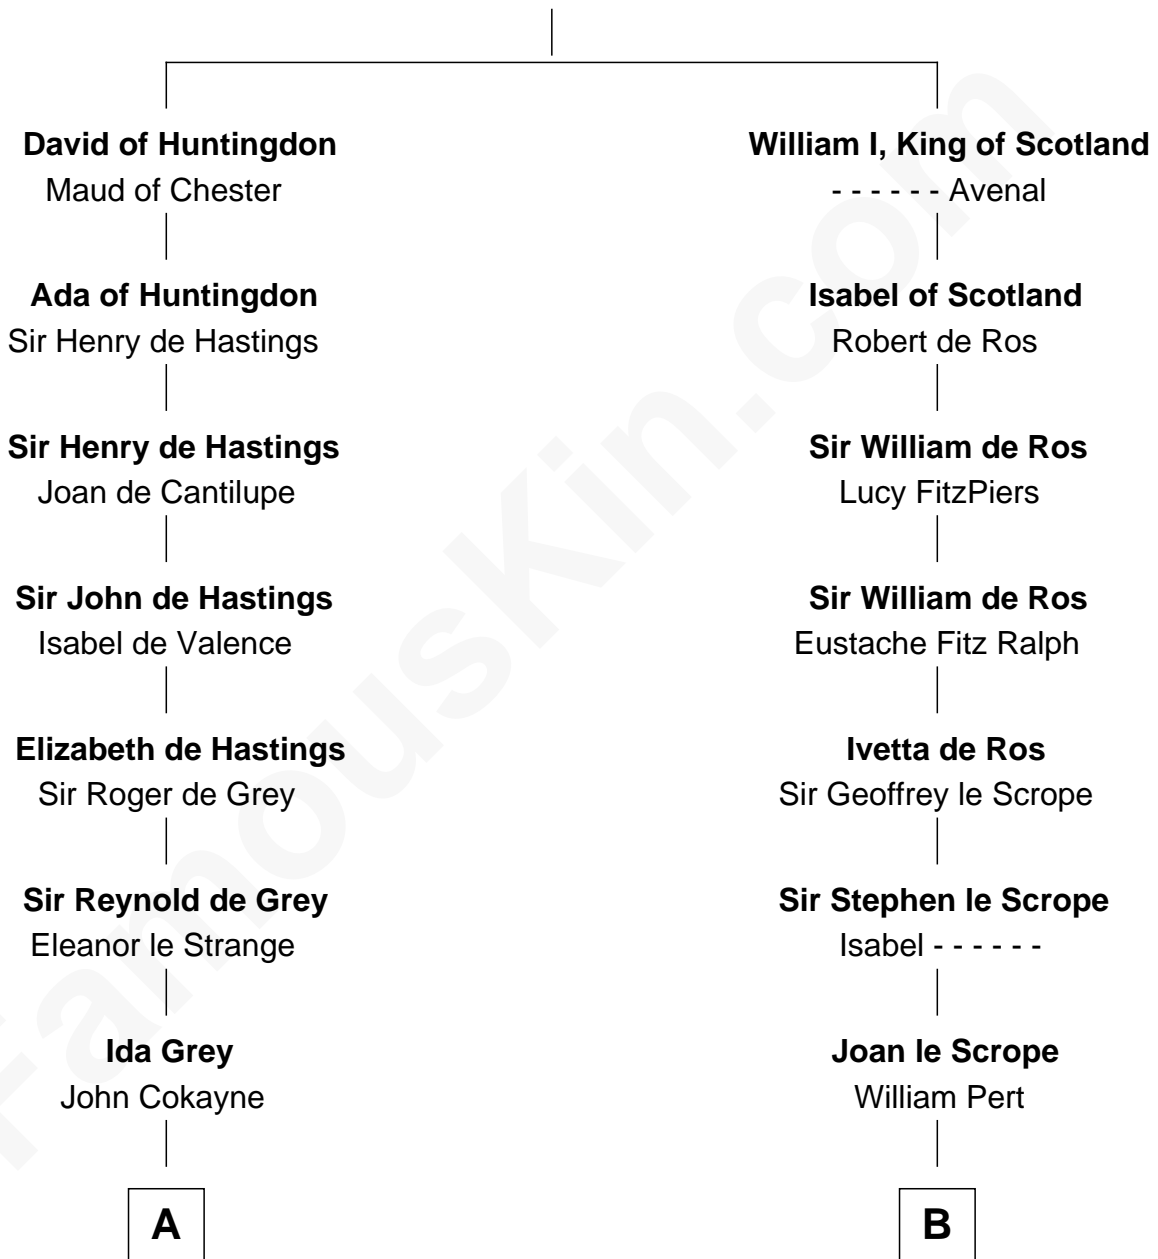 David of Huntingdon
Maud of Chester
William I, King of Scotland
- - - - - - Avenal
Ada of Huntingdon
Sir Henry de Hastings
Isabel of Scotland
Robert de Ros
Sir Henry de Hastings
Joan de Cantilupe
Sir William de Ros
Lucy FitzPiers
Sir John de Hastings
Isabel de Valence
Sir William de Ros
Eustache Fitz Ralph
Elizabeth de Hastings
Sir Roger de Grey
Ivetta de Ros
Sir Geoffrey le Scrope
Sir Reynold de Grey
Eleanor le Strange
Sir Stephen le Scrope
Isabel - - - - - -
Ida Grey
John Cokayne
Joan le Scrope
William Pert
A
B
FamousKin.com